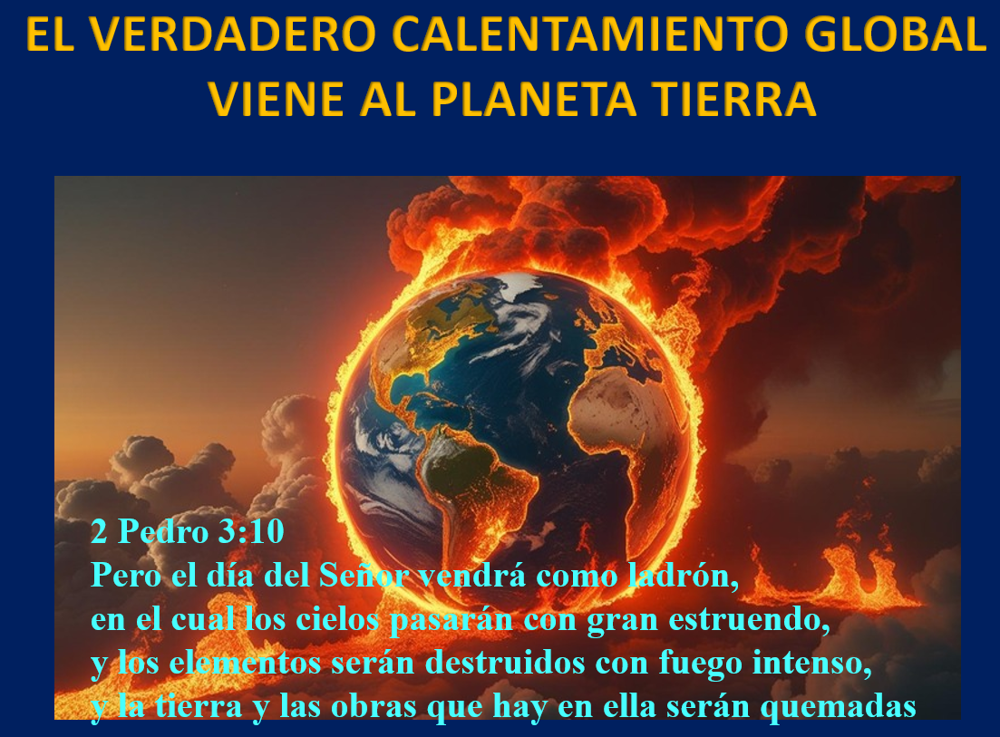 EL VERDADERO CALENTAMIENTO GLOBAL
VIENE AL PLANETA TIERRA
2 Pedro 3:10
Pero el día del Señor vendrá como ladrón,
en el cual los cielos pasarán con gran estruendo,
y los elementos serán destruidos con fuego intenso,
y la tierra y las obras que hay en ella serán quemadas